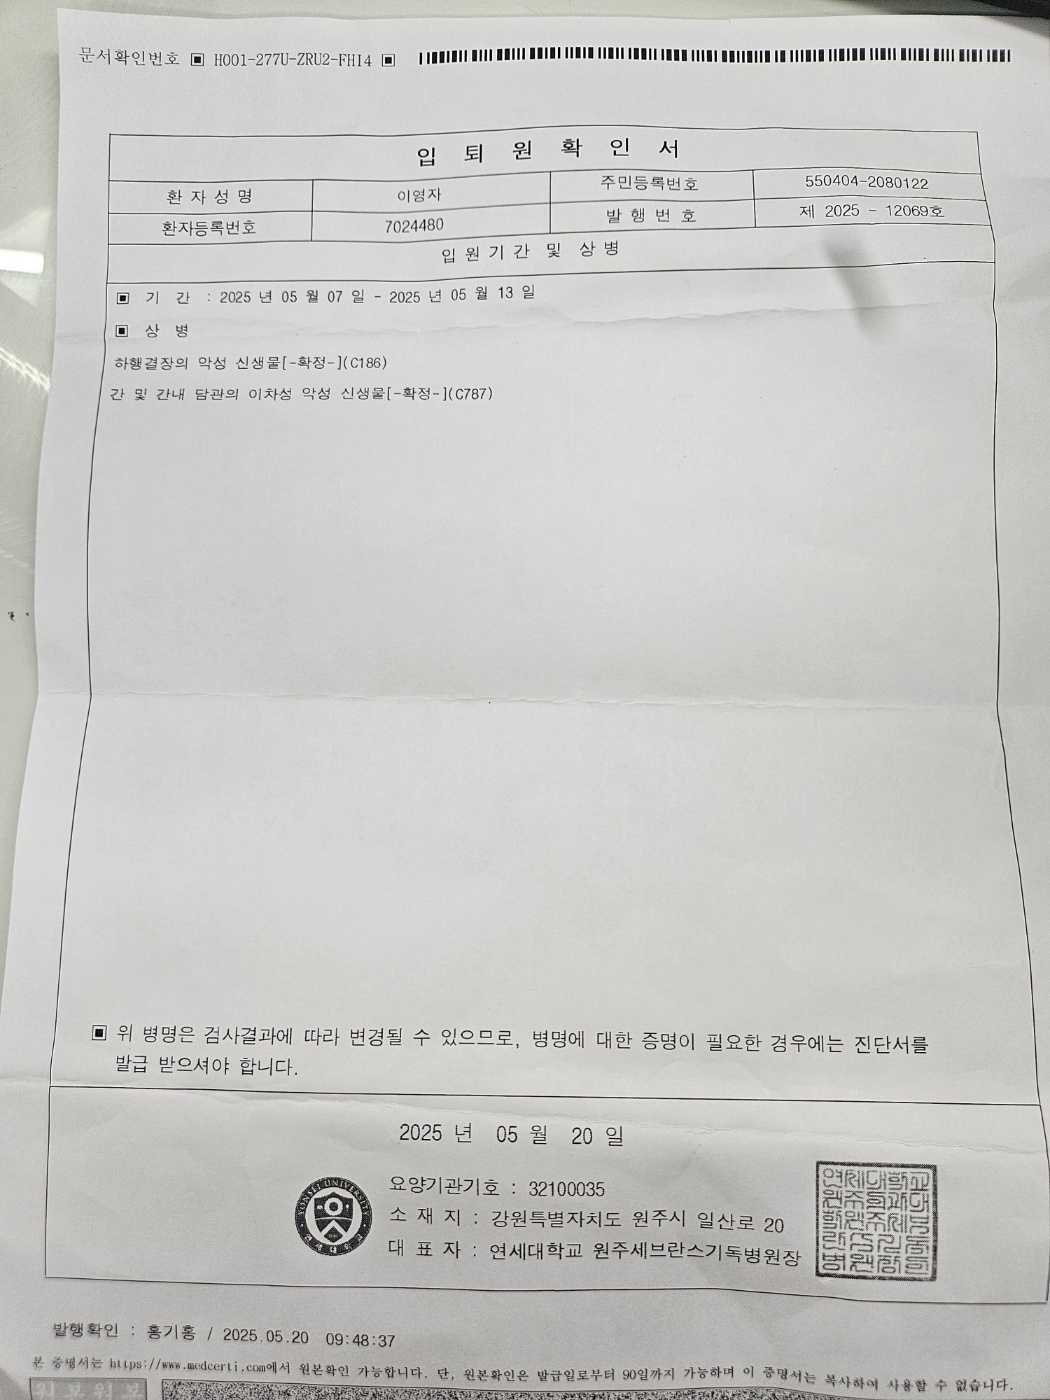 문서확인번호 ▣ H001-277U-ZRU2-FHI4 ▣
입 퇴 원 확 인 서
환 자 성 명 이영자 주민등록번호 550404-2080122
환자등록번호 7024480 발 행 번 호 제 2025 - 12069호
입 원 기 간 및 상 병
▣ 기 간 : 2025 년 05 월 07 일 - 2025 년 05 월 13 일
▣ 상 병
하행결장의 악성 신생물[-확정-](C186)
간 및 간내 담관의 이차성 악성 신생물[-확정-](C787)
▣ 위 병명은 검사결과에 따라 변경될 수 있으므로, 병명에 대한 증명이 필요한 경우에는 진단서를
발급 받으셔야 합니다.
2025 년 05 월 20 일
요양기관기호 : 32100035
소 재 지 : 강원특별자치도 원주시 일산로 20
대 표 자 : 연세대학교 원주세브란스기독병원장
YONSEI UNIVERSITY
연세대학교
발행확인 : 홍기홍 / 2025.05.20 09:48:37
본 증명서는 https://www.medcerti.com에서 원본확인 가능합니다. 단, 원본확인은 발급일로부터 90일까지 가능하며 이 증명서는 복사하여 사용할 수 없습니다.